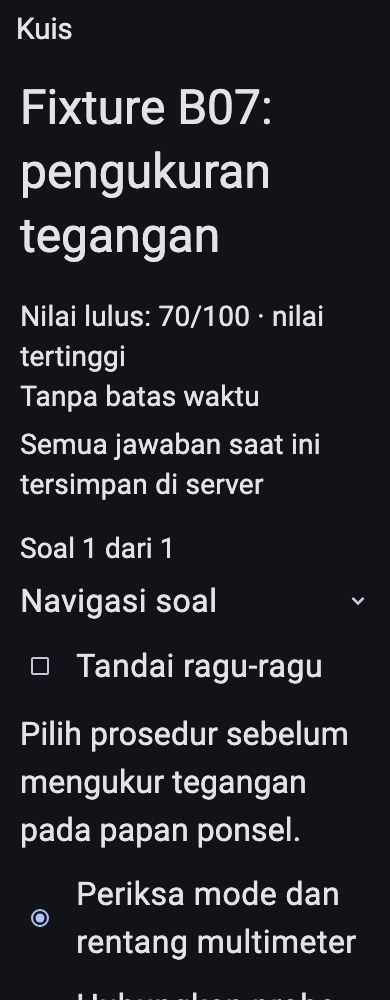 Kuis
Fixture B07:
pengukuran
tegangan
Nilai lulus: 70/100 · nilai
tertinggi
Tanpa batas waktu
Semua jawaban saat ini
tersimpan di server
Soal 1 dari 1
Navigasi soal
Tandai ragu-ragu
Pilih prosedur sebelum
mengukur tegangan
pada papan ponsel.
Periksa mode dan
rentang multimeter